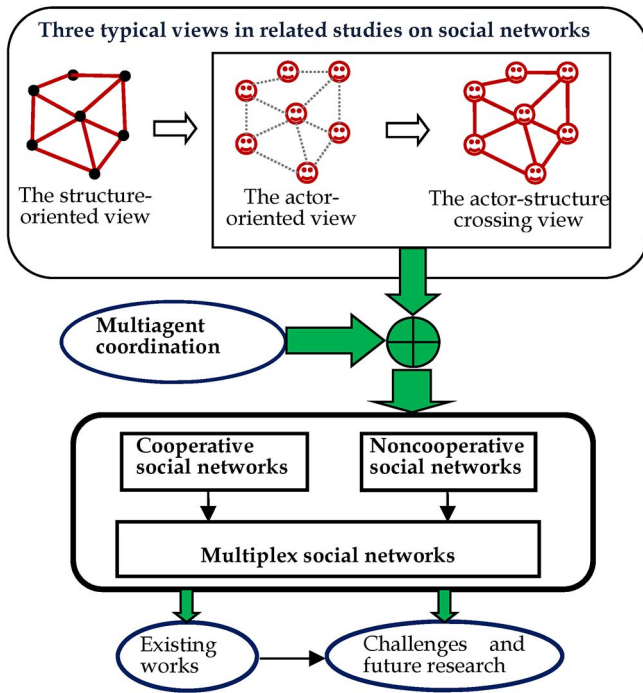 Three typical views in related studies on social networks
The structure-
oriented view
The actor-
oriented view
The actor-structure
crossing view
Multiagent
coordination
Cooperative
social networks
Noncooperative
social networks
Multiplex social networks
Existing
works
Challenges and
future research